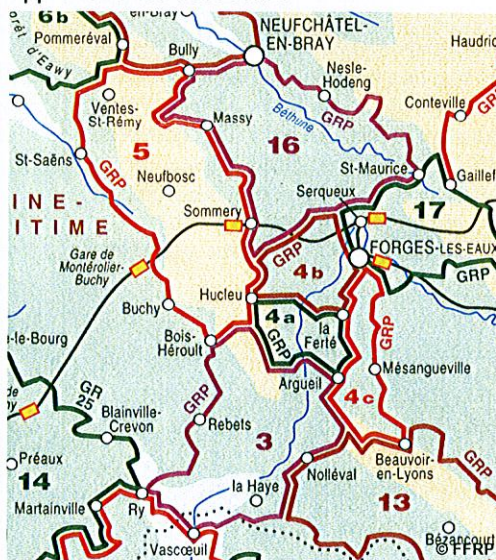 6b
Pommeréval
NEUFCHÂTEL-
EN-BRAY
Bully
Ventes-
St-Rémy
Nesle-
Hodeng
Conteville
GRP
Béthune
Massy
5
16
St-Saëns
GRP
Neufbosc
St-Maurice
Serqueux
17
Gaillef
INE -
ITIME
Sommery
GRP
4b
FORGES-LES-EAUX
GRP
Gare de
Montérolier-
Buchy
Hucleu
4a
GRP
la
Ferté
GRP
Buchy
Bois-
Héroult
Mésangueville
Argueil
4c
GR
25
GRP
Rebets
3
Blainville-
Crevon
Beauvoir-
en-Lyons
GRP
Nolléval
13
Préaux
14
Martainville
Ry
la Haye
Vascœuil
Bézancourt
© FFRP